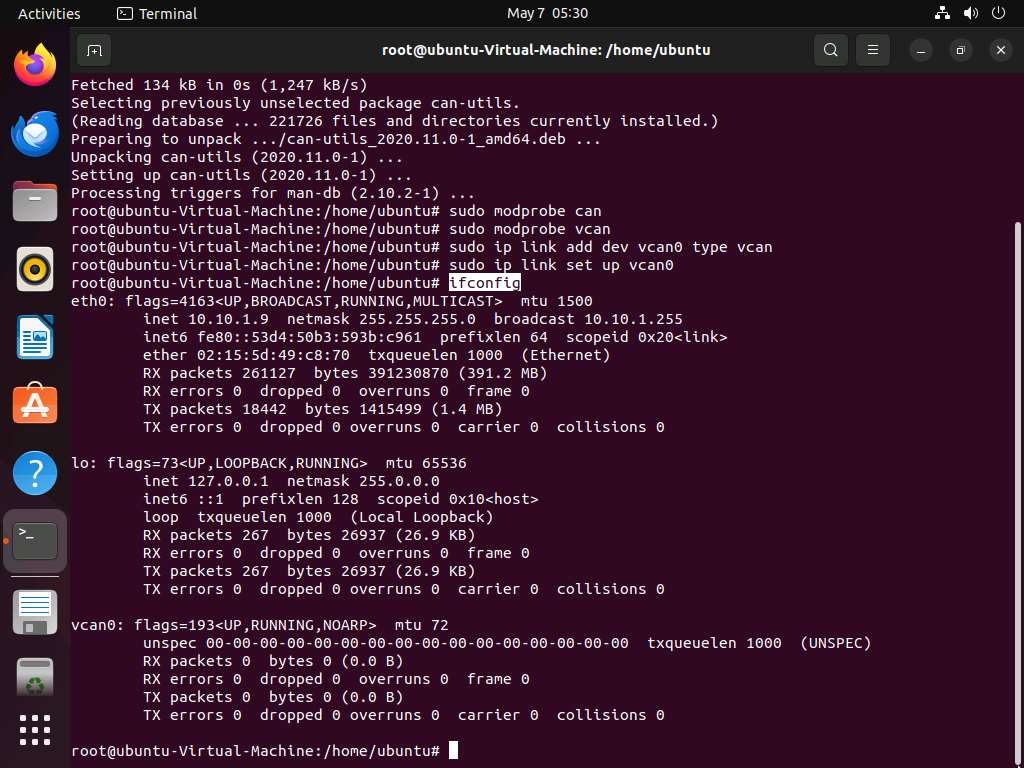 Activities
Terminal
May 7 05:30
root@ubuntu-Virtual-Machine: /home/ubuntu
Fetched 134 kB in 0s (1,247 kB/s)
Selecting previously unselected package can-utils.
(Reading database ... 221726 files and directories currently installed.)
Preparing to unpack .../can-utils_2020.11.0-1_amd64.deb ...
Unpacking can-utils (2020.11.0-1) ...
Setting up can-utils (2020.11.0-1) ...
Processing triggers for man-db (2.10.2-1) ...
root@ubuntu-Virtual-Machine:/home/ubuntu# sudo modprobe can
root@ubuntu-Virtual-Machine:/home/ubuntu# sudo modprobe vcan
root@ubuntu-Virtual-Machine:/home/ubuntu# sudo ip link add dev vcan0 type vcan
root@ubuntu-Virtual-Machine:/home/ubuntu# sudo ip link set up vcan0
root@ubuntu-Virtual-Machine:/home/ubuntu# ifconfig
eth0: flags=4163<UP,BROADCAST,RUNNING,MULTICAST>  mtu 1500
        inet 10.10.1.9  netmask 255.255.255.0  broadcast 10.10.1.255
        inet6 fe80::53d4:50b3:593b:c961  prefixlen 64  scopeid 0x20<link>
        ether 02:15:5d:49:c8:70  txqueuelen 1000  (Ethernet)
        RX packets 261127  bytes 391230870 (391.2 MB)
        RX errors 0  dropped 0  overruns 0  frame 0
        TX packets 18442  bytes 1415499 (1.4 MB)
        TX errors 0  dropped 0 overruns 0  carrier 0  collisions 0
lo: flags=73<UP,LOOPBACK,RUNNING>  mtu 65536
        inet 127.0.0.1  netmask 255.0.0.0
        inet6 ::1  prefixlen 128  scopeid 0x10<host>
        loop  txqueuelen 1000  (Local Loopback)
        RX packets 267  bytes 26937 (26.9 KB)
        RX errors 0  dropped 0  overruns 0  frame 0
        TX packets 267  bytes 26937 (26.9 KB)
        TX errors 0  dropped 0 overruns 0  carrier 0  collisions 0
vcan0: flags=193<UP,RUNNING,NOARP>  mtu 72
        unspec 00-00-00-00-00-00-00-00-00-00-00-00-00-00-00-00  txqueuelen 1000  (UNSPEC)
        RX packets 0  bytes 0 (0.0 B)
        RX errors 0  dropped 0  overruns 0  frame 0
        TX packets 0  bytes 0 (0.0 B)
        TX errors 0  dropped 0 overruns 0  carrier 0  collisions 0
root@ubuntu-Virtual-Machine:/home/ubuntu#